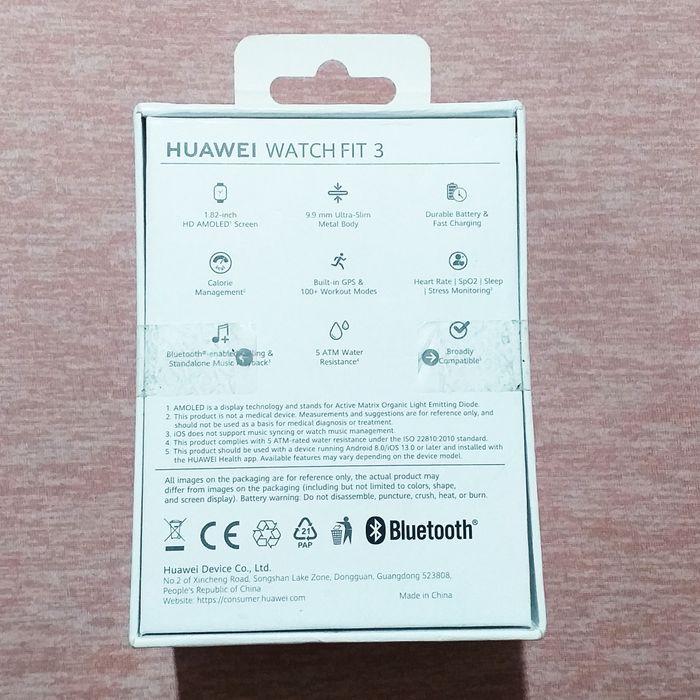 HUAWEI WATCH FIT 3
1.82-inch
HD AMOLED¹ Screen
9.9 mm Ultra-Slim
Metal Body
Durable Battery &
Fast Charging
Calorie
Management²
Built-in GPS &
100+ Workout Modes
Heart Rate | SpO2 | Sleep
| Stress Monitoring²
Bluetooth®-enabled &
Standalone Music
5 ATM Water
Resistance⁴
Broadly
Compatible⁵
1. AMOLED is a display technology and stands for Active Matrix Organic Light Emitting Diode.
2. This product is not a medical device. Measurements and suggestions are for reference only, and
should not be used as a basis for medical diagnosis or treatment.
3. iOS does not support music syncing or watch music management.
4. This product complies with 5 ATM-rated water resistance under the ISO 22810:2010 standard.
5. This product should be used with a device running Android 8.0/iOS 13.0 or later and installed with
the HUAWEI Health app. Available features may vary depending on the device model.
All images on the packaging are for reference only, the actual product may
differ from images on the packaging (including but not limited to colors, shape,
and screen display). Battery warning: Do not disassemble, puncture, crush, heat, or burn.
CE
21
PAP
Bluetooth®
Huawei Device Co., Ltd.
No.2 of Xincheng Road, Songshan Lake Zone, Dongguan, Guangdong 523808,
People's Republic of China
Website: https://consumer.huawei.com
Made in China